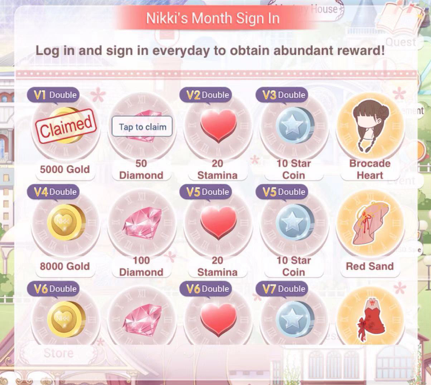 Nikki's Month Sign In
House
Quest
Log in and sign in everyday to obtain abundant reward!
V1 Double
V2 Double
V3 Double
Claimed
Tap to claim
5000 Gold
50
Diamond
20
Stamina
10 Star
Coin
Brocade
Heart
V4 Double
V5 Double
V5 Double
8000 Gold
100
Diamond
20
Stamina
10 Star
Coin
Red Sand
V6 Double
V6 Double
V7 Double
Store